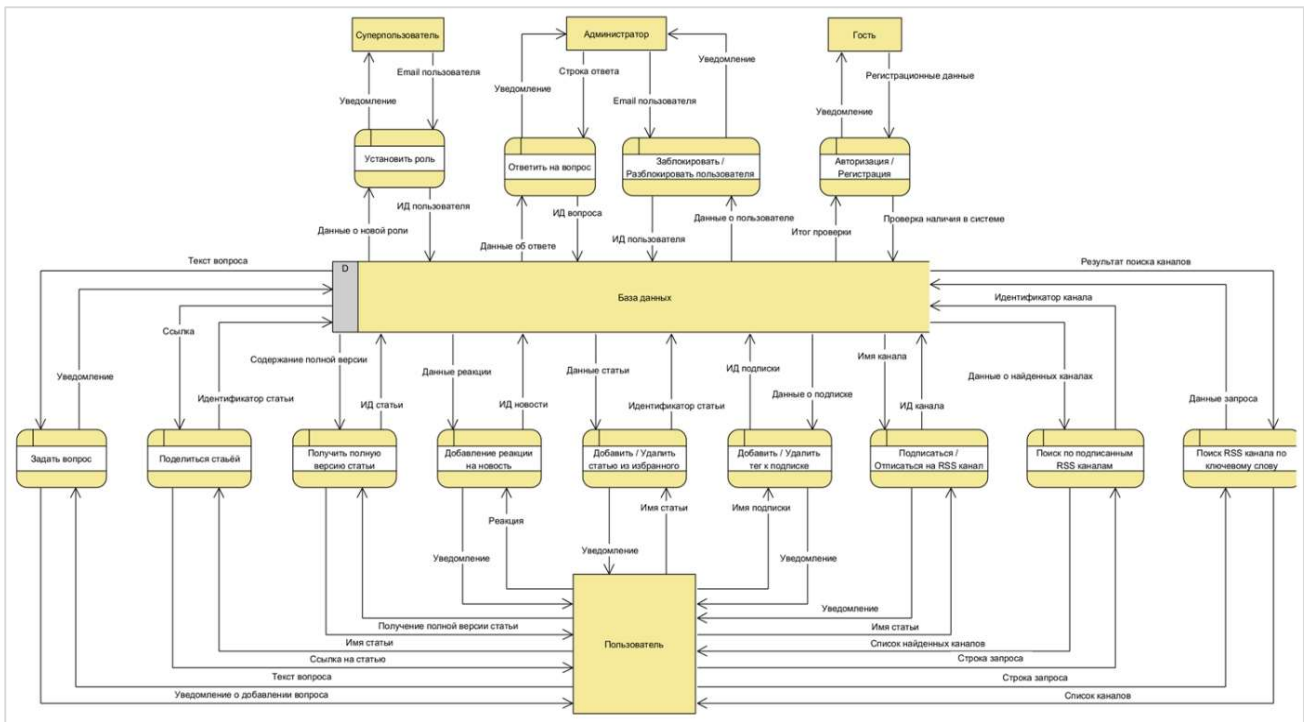 Суперпользователь
Администратор
Гость
Email пользователя
Уведомление
Строка ответа
Уведомление
Email пользователя
Уведомление
Регистрационные данные
Уведомление
Установить роль
Ответить на вопрос
Заблокировать /
Разблокировать пользователя
Авторизация /
Регистрация
ИД пользователя
Данные о новой роли
ИД вопроса
Данные об ответе
ИД пользователя
Данные о пользователе
Итог проверки
Проверка наличия в системе
Текст вопроса
D
База данных
Результат поиска каналов
Идентификатор канала
Ссылка
Уведомление
Идентификатор статьи
Содержание полной версии
ИД статьи
Данные реакции
ИД новости
Данные статьи
Идентификатор статьи
ИД подписки
Данные о подписке
Имя канала
ИД канала
Данные о найденных каналах
Данные запроса
Задать вопрос
Поделиться стаьёй
Получить полную
версию статьи
Добавление реакции
на новость
Добавить / Удалить
статью из избранного
Добавить / Удалить
тег к подписке
Подписаться /
Отписаться на RSS канал
Поиск по подписанным
RSS каналам
Поиск RSS канала по
ключевому слову
Реакция
Уведомление
Имя статьи
Уведомление
Имя подписки
Уведомление
Уведомление
Получение полной версии статьи
Имя статьи
Имя статьи
Список найденных каналов
Ссылка на статью
Строка запроса
Текст вопроса
Строка запроса
Уведомление о добавлении вопроса
Список каналов
Пользователь